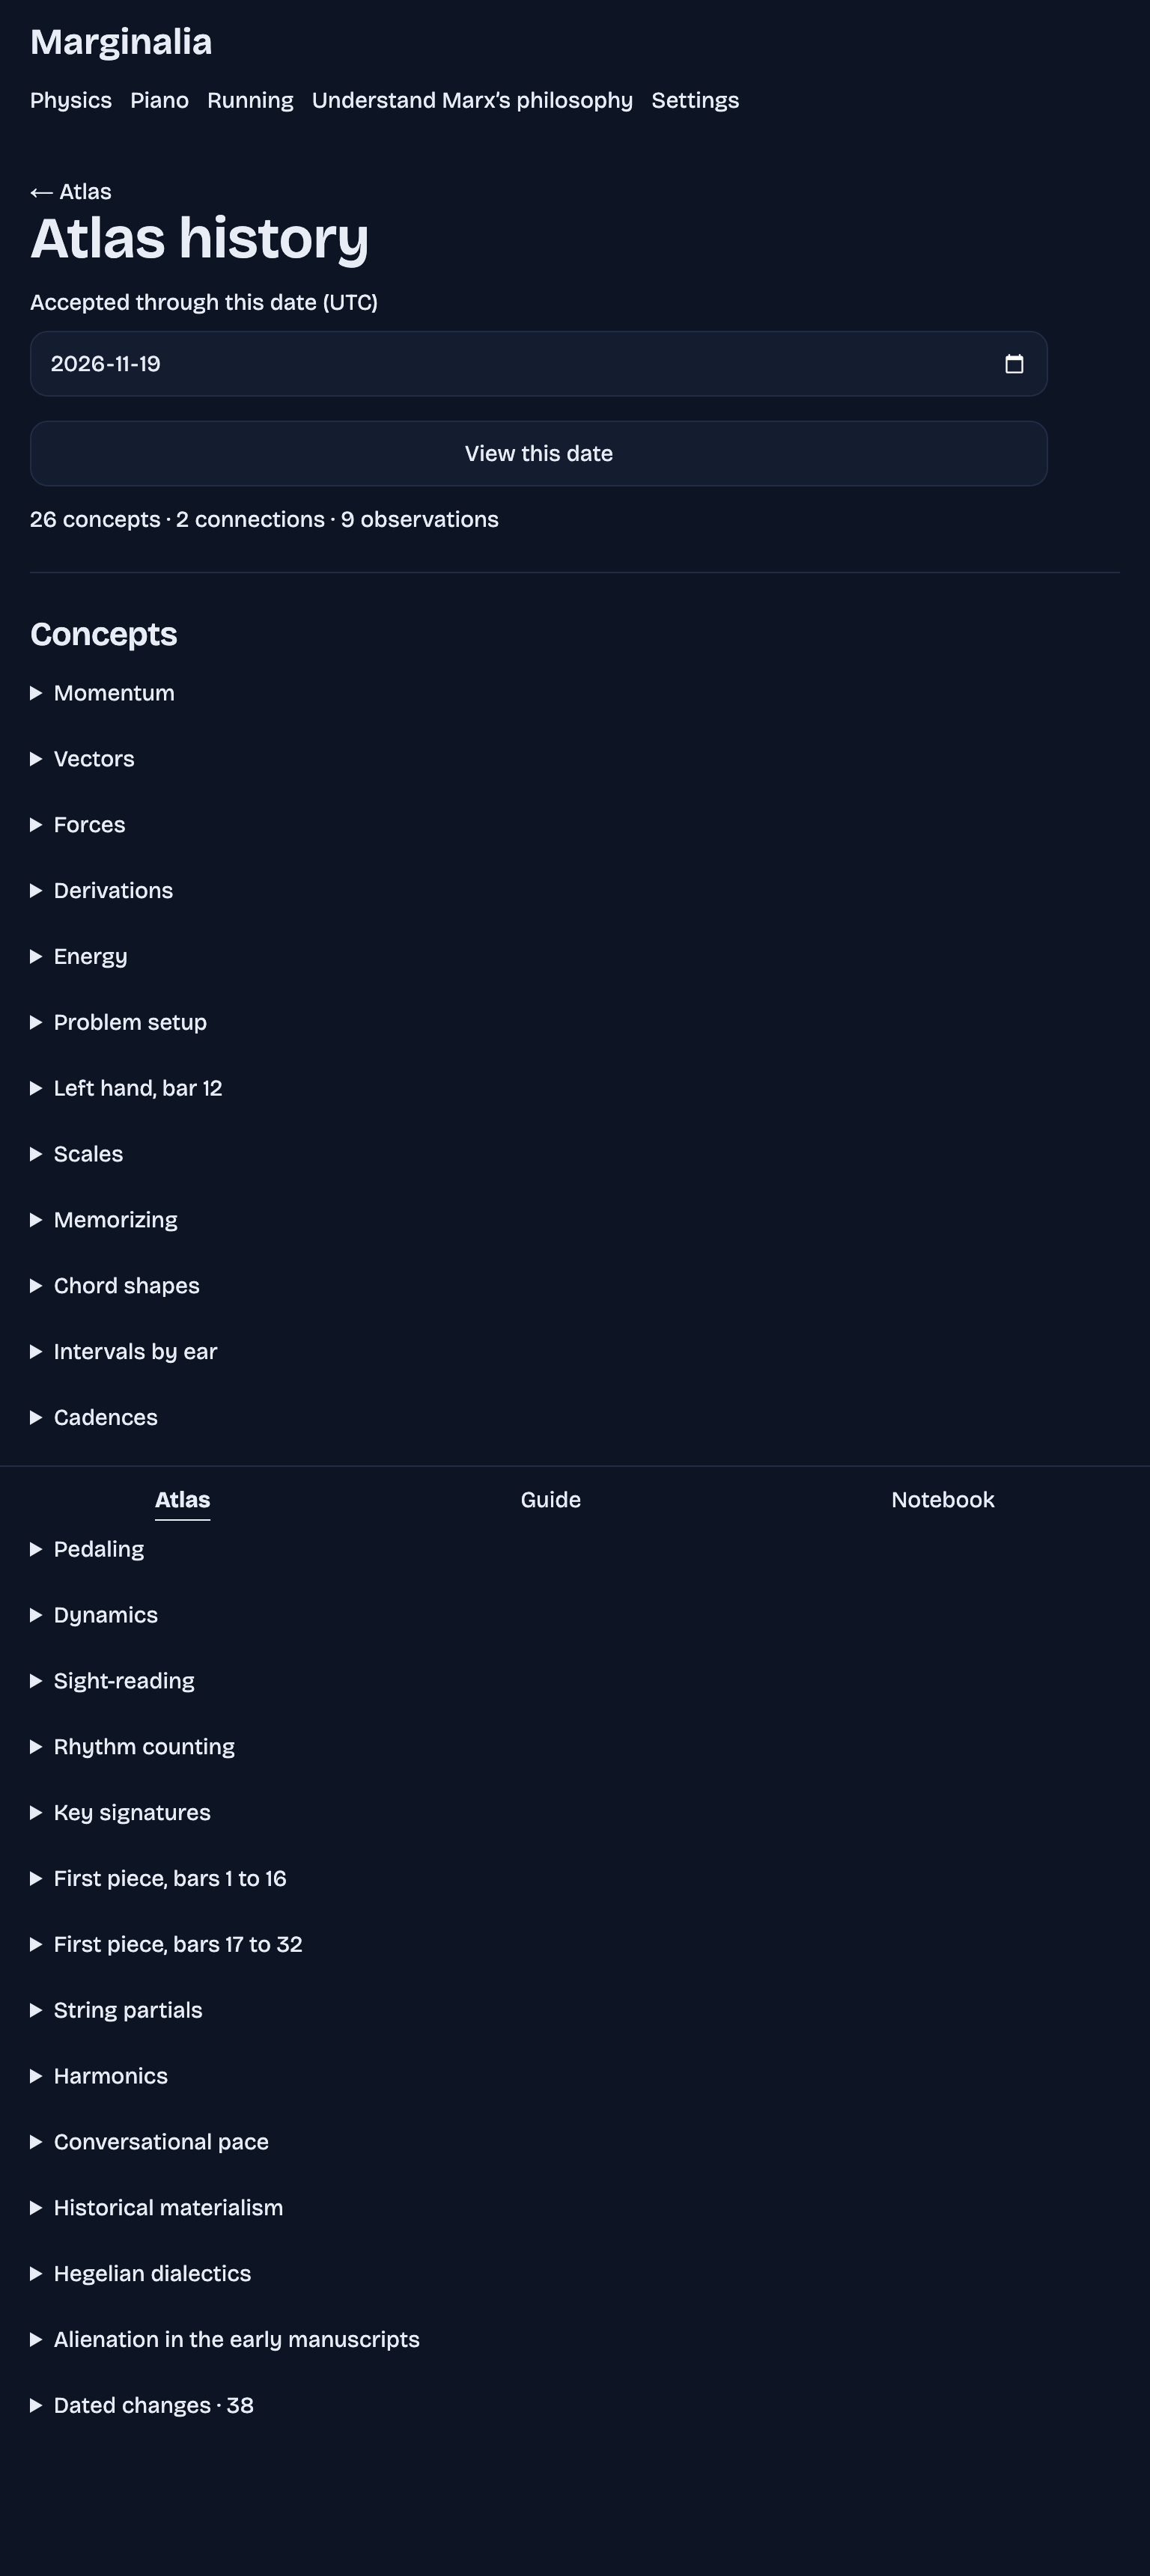 Marginalia
Physics Piano Running Understand Marx’s philosophy Settings
← Atlas
Atlas history
Accepted through this date (UTC)
2026-11-19
View this date
26 concepts · 2 connections · 9 observations
Concepts
▶ Momentum
▶ Vectors
▶ Forces
▶ Derivations
▶ Energy
▶ Problem setup
▶ Left hand, bar 12
▶ Scales
▶ Memorizing
▶ Chord shapes
▶ Intervals by ear
▶ Cadences
Atlas Guide Notebook
▶ Pedaling
▶ Dynamics
▶ Sight-reading
▶ Rhythm counting
▶ Key signatures
▶ First piece, bars 1 to 16
▶ First piece, bars 17 to 32
▶ String partials
▶ Harmonics
▶ Conversational pace
▶ Historical materialism
▶ Hegelian dialectics
▶ Alienation in the early manuscripts
▶ Dated changes · 38